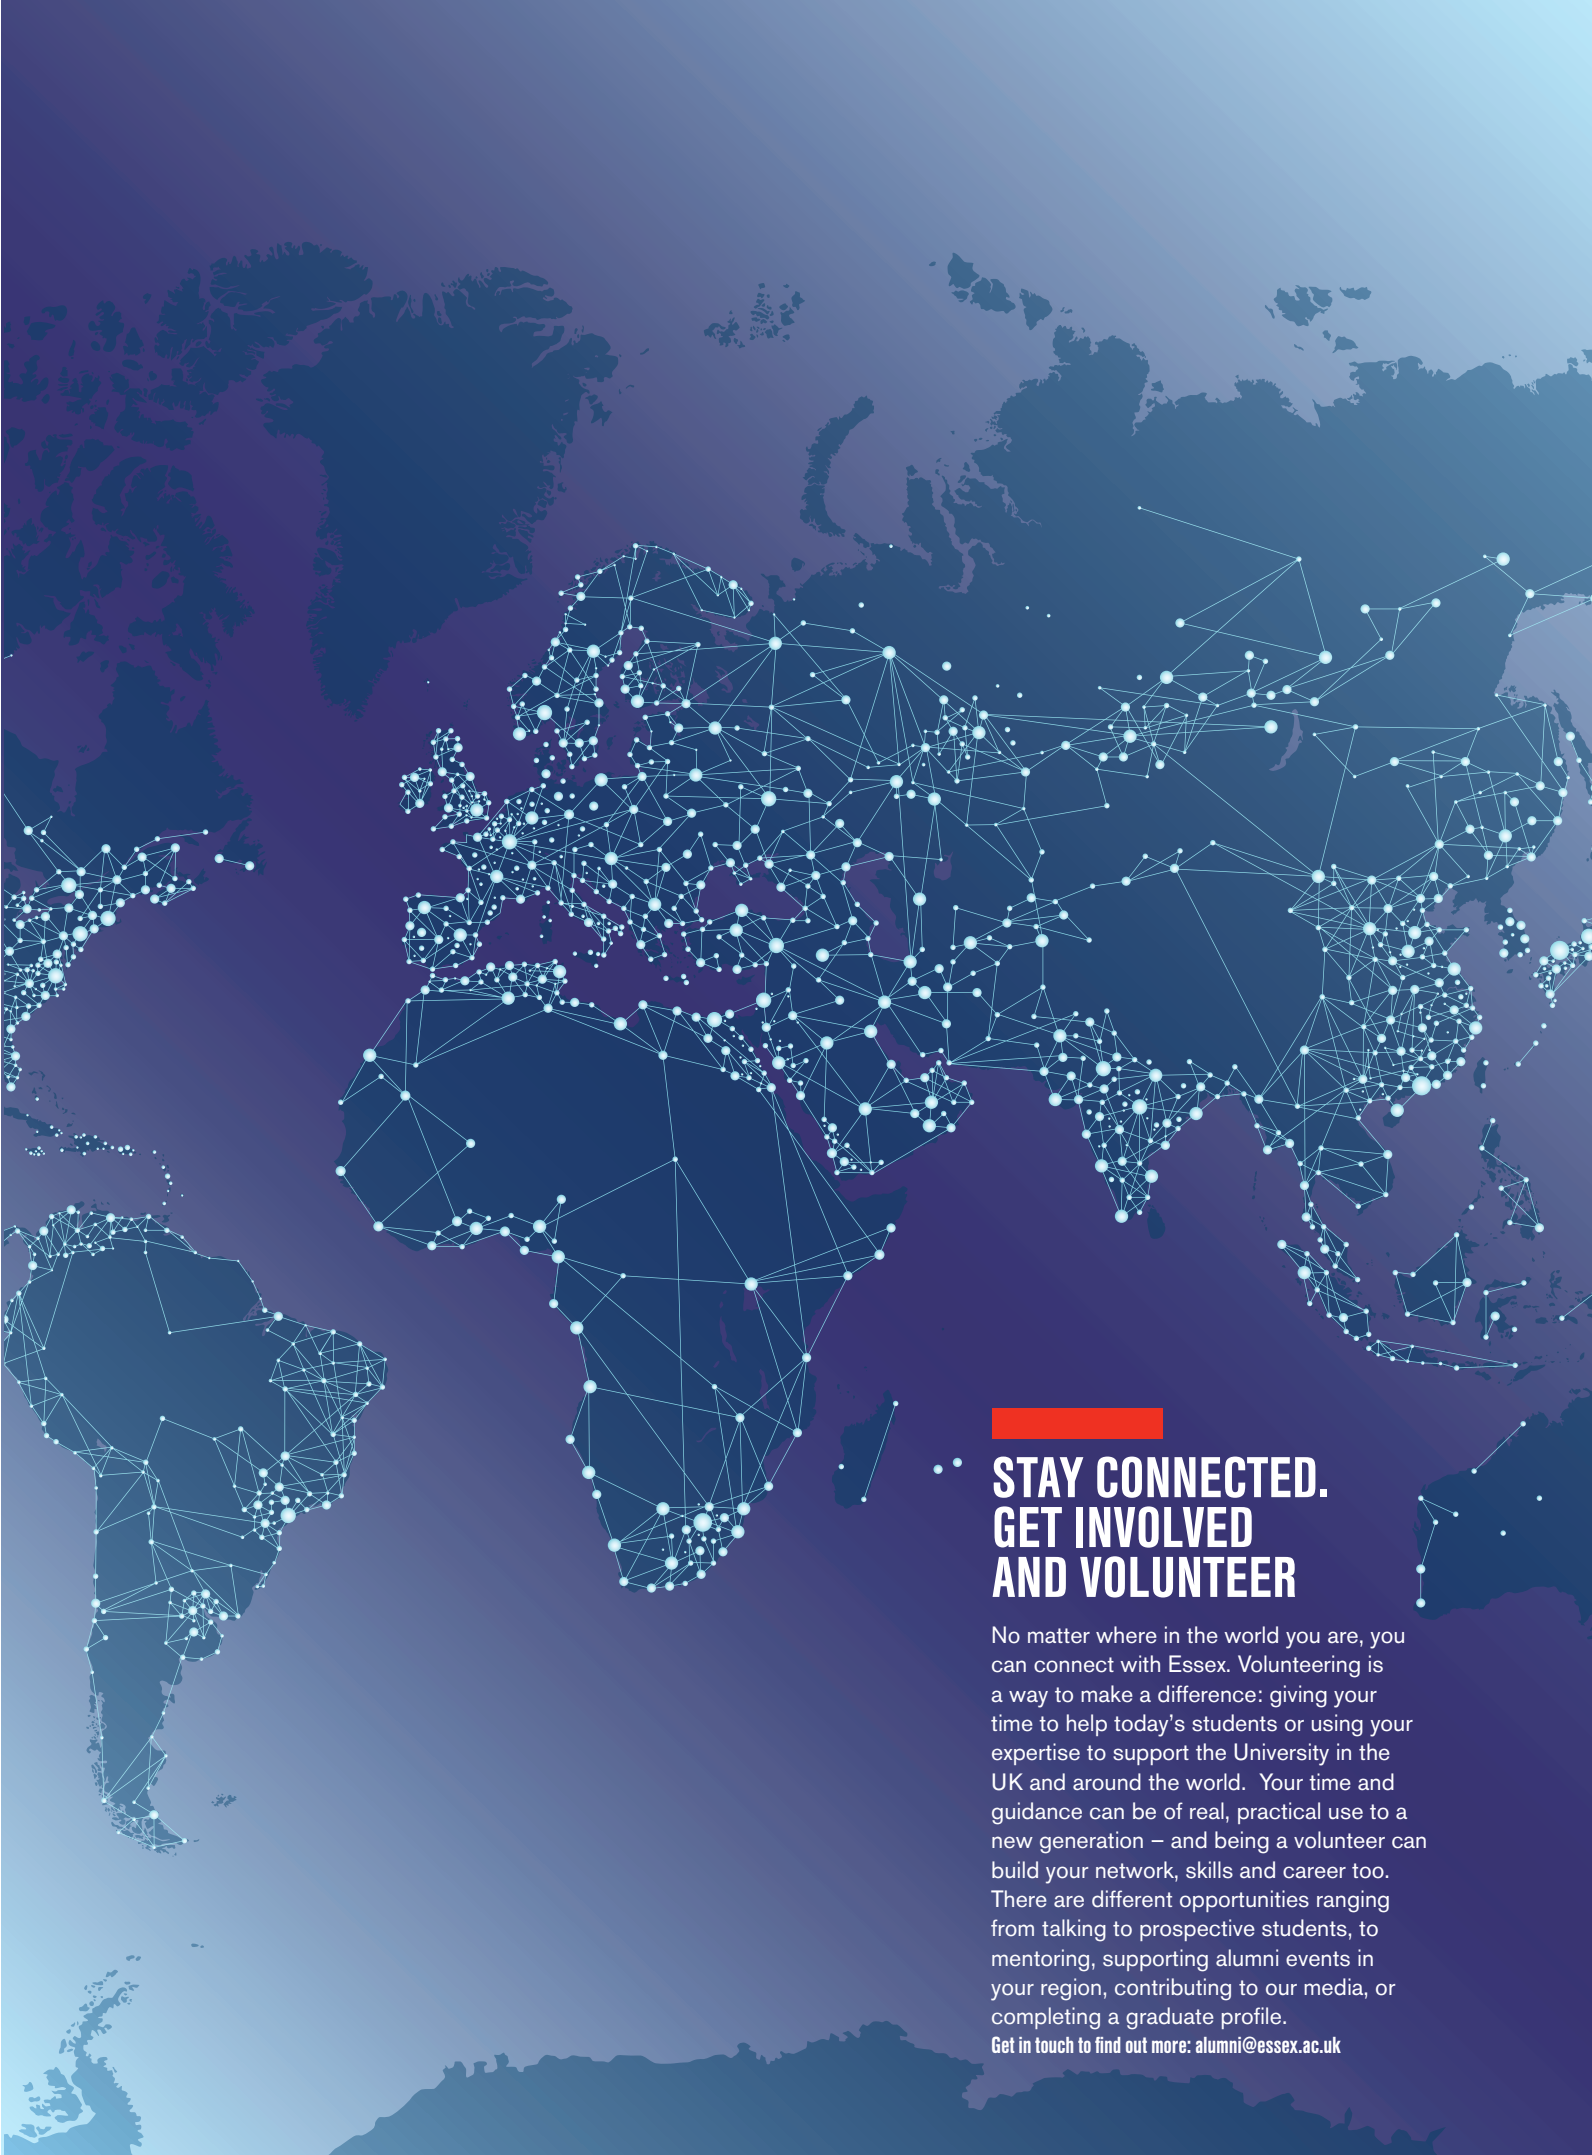 STAY CONNECTED.
GET INVOLVED
AND VOLUNTEER
No matter where in the world you are, you
can connect with Essex. Volunteering is
a way to make a difference: giving your
time to help today's students or using your
expertise to support the University in the
UK and around the world.  Your time and
guidance can be of real, practical use to a
new generation – and being a volunteer can
build your network, skills and career too.
There are different opportunities ranging
from talking to prospective students, to
mentoring, supporting alumni events in
your region, contributing to our media, or
completing a graduate profile.
Get in touch to find out more: alumni@essex.ac.uk